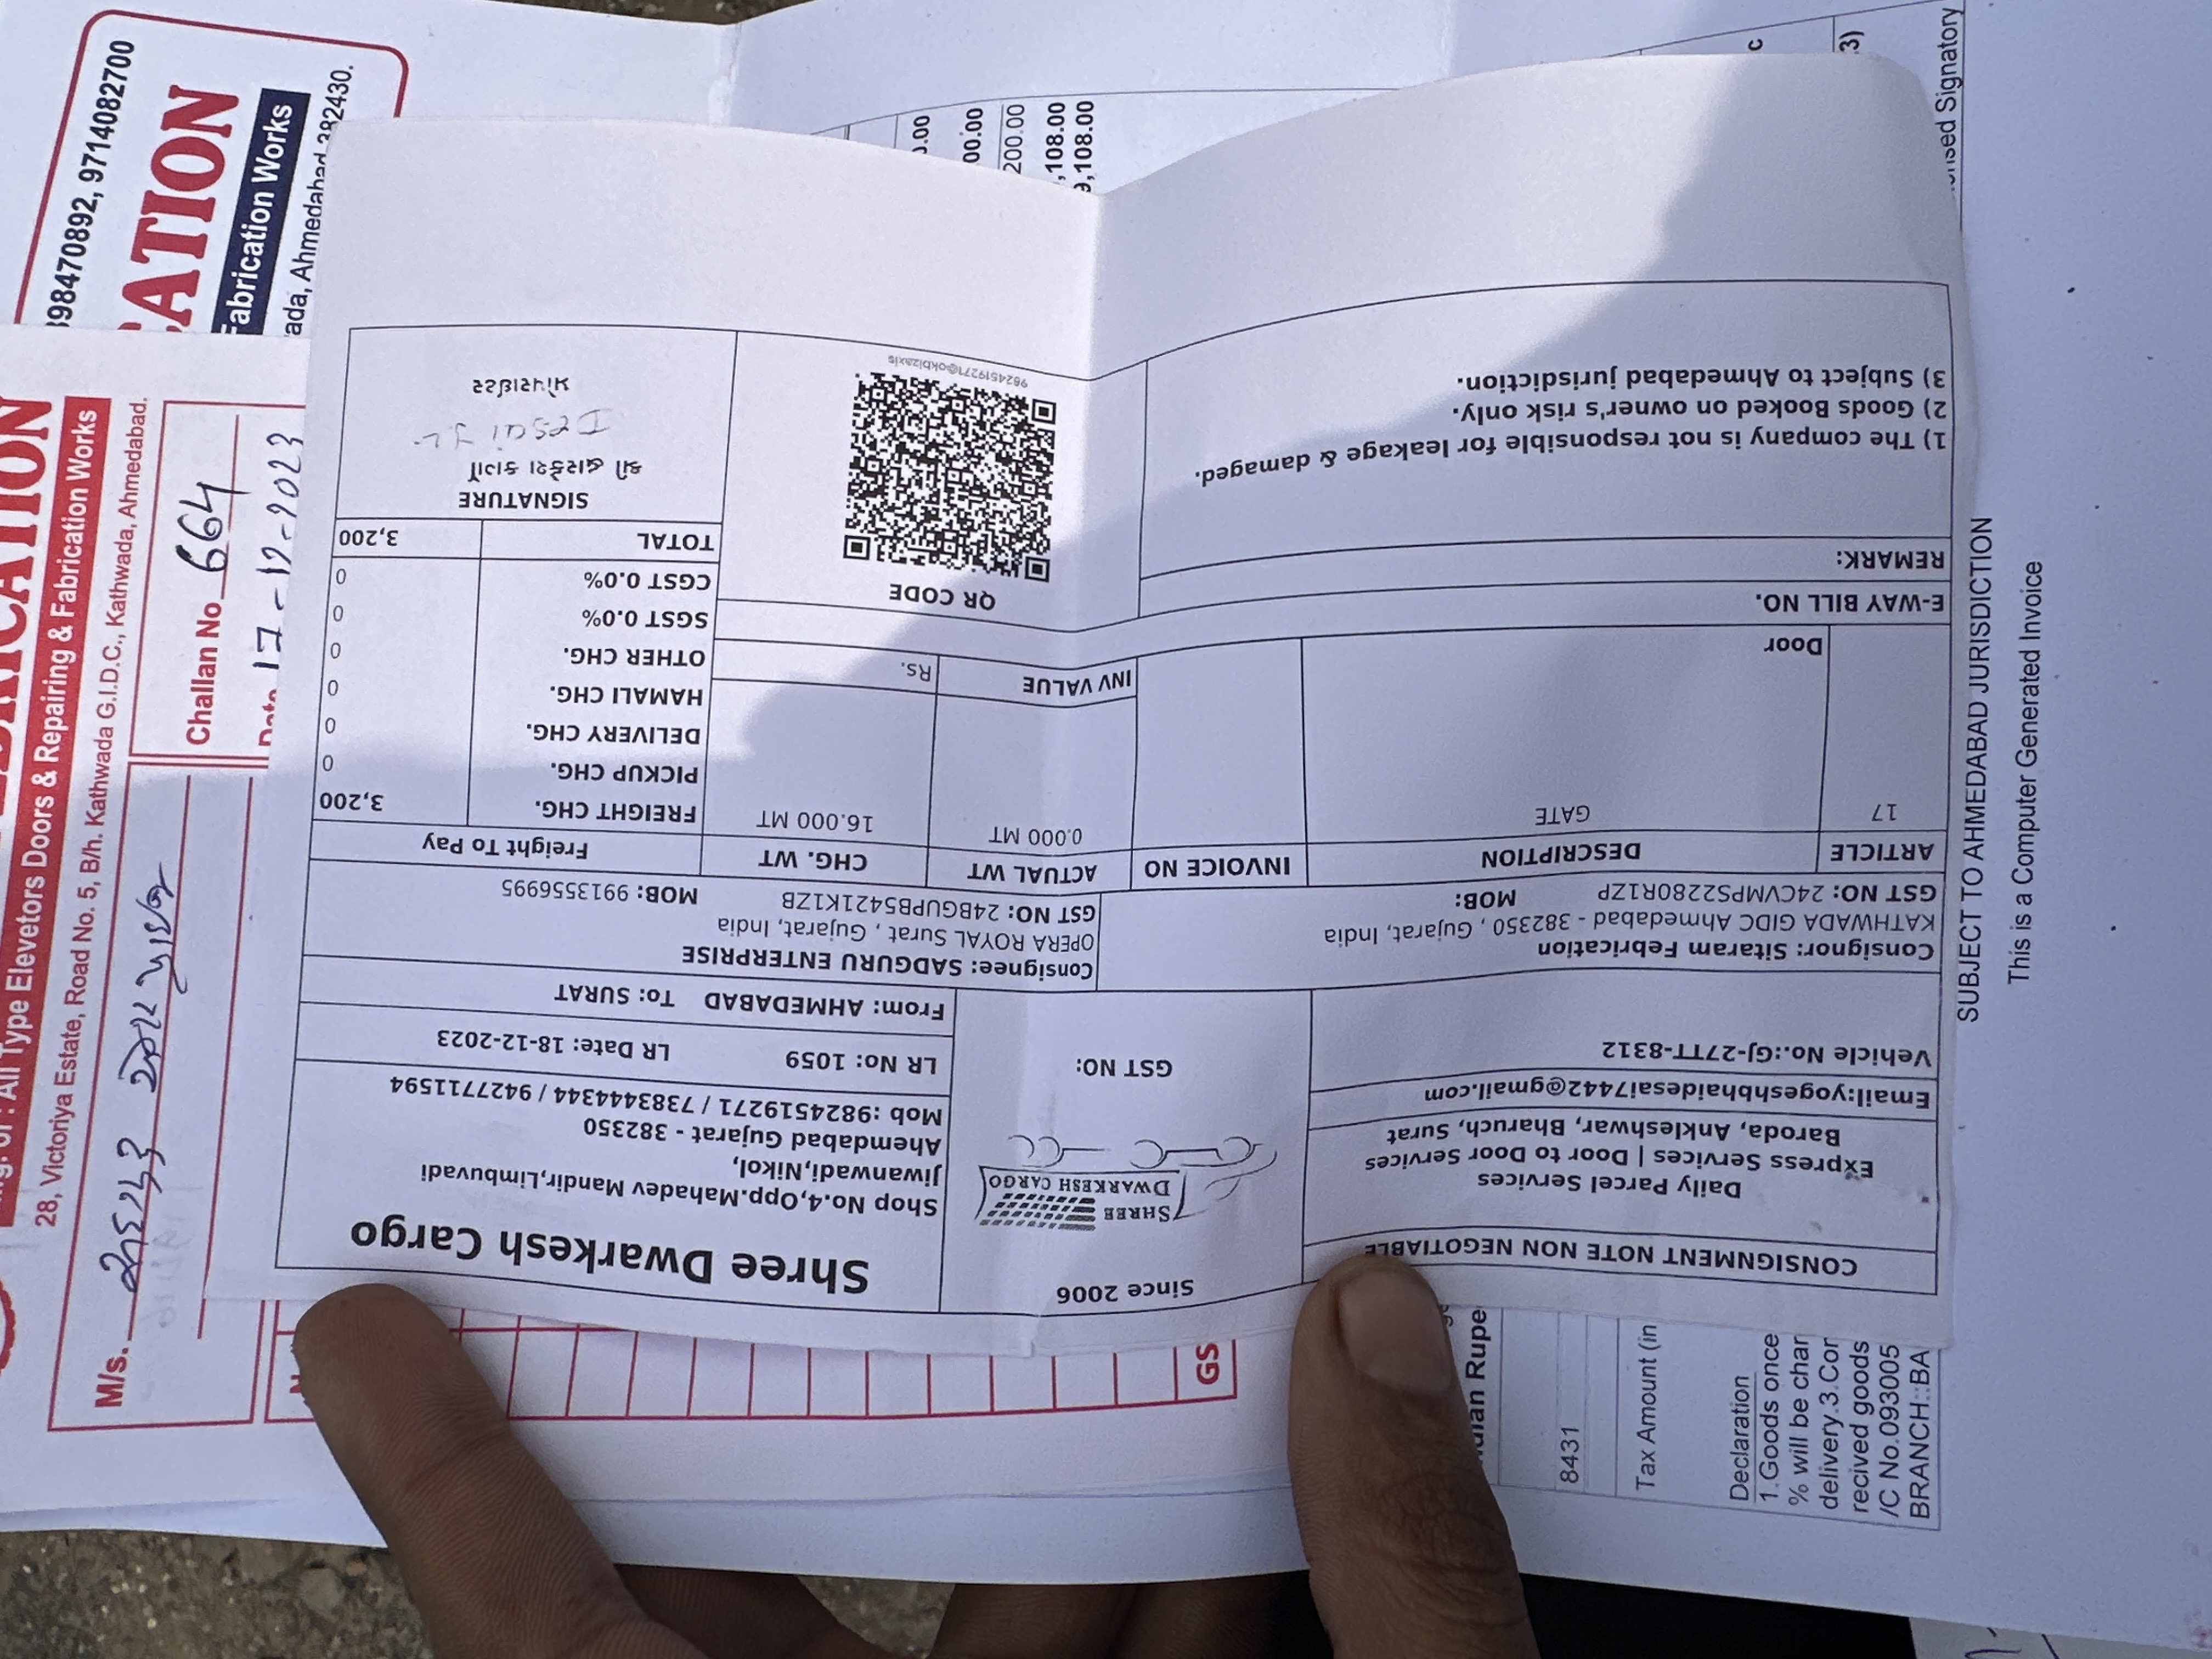 : All Type Elevetors Doors & Repairing & Fabrication Works
28, Victoriya Estate, Road No. 5, B/h. Kathwada G.I.D.C., Kathwada, Ahmedabad.
M/s.
Challan No 664
17-12-2023
98470892, 9714082700
CATION
Fabrication Works
Ahmedabad 382430.
GS
Since 2006
CONSIGNMENT NOTE NON NEGOTIABLE
Daily Parcel Services
Express Services | Door to Door Services
Baroda, Ankleshwar, Bharuch, Surat
Email:yogeshbhaidesai7442@gmail.com
Vehicle No.:GJ-27TT-8312
SHREE
DWARKESH CARGO
GST NO:
Shree Dwarkesh Cargo
Shop No.4,Opp.Mahadev Mandir,Limbuvadi
Jiwanwadi,Nikol,
Ahemdabad Gujarat - 382350
Mob :9824519271 / 7383444344 / 9427711594
LR No: 1059 LR Date: 18-12-2023
From: AHMEDABAD To: SURAT
Consignor: Sitaram Febrication
KATHWADA GIDC Ahmedabad - 382350 , Gujarat, India
GST NO: 24CVMPS2280R1ZP MOB:
Consignee: SADGURU ENTERPRISE
OPERA ROYAL Surat , Gujarat, India
GST NO: 24BGUPB5421K1ZB MOB: 9913556995
ARTICLE DESCRIPTION INVOICE NO ACTUAL WT CHG. WT Freight To Pay
17 GATE 0.000 MT 16.000 MT FREIGHT CHG. 3,200
PICKUP CHG. 0
DELIVERY CHG. 0
HAMALI CHG. 0
INV VALUE Rs. OTHER CHG. 0
Door
SGST 0.0% 0
E-WAY BILL NO.
CGST 0.0% 0
REMARK:
TOTAL 3,200
QR CODE
9824519271@okbizaxis
SIGNATURE
શ્રી દ્વારકેશ કાર્ગો
Desai J.L.
પ્રોપરાઇટર
1) The company is not responsible for leakage & damaged.
2) Goods Booked on owner's risk only.
3) Subject to Ahmedabad jurisdiction.
00.00
200.00
,108.00
9,108.00
Indian Rupe
8431
Tax Amount (in
Declaration
1.Goods once
% will be char
delivery.3.Cor
recived goods
/C No.093005
BRANCH::BA
3)
Signatory
SUBJECT TO AHMEDABAD JURISDICTION
This is a Computer Generated Invoice